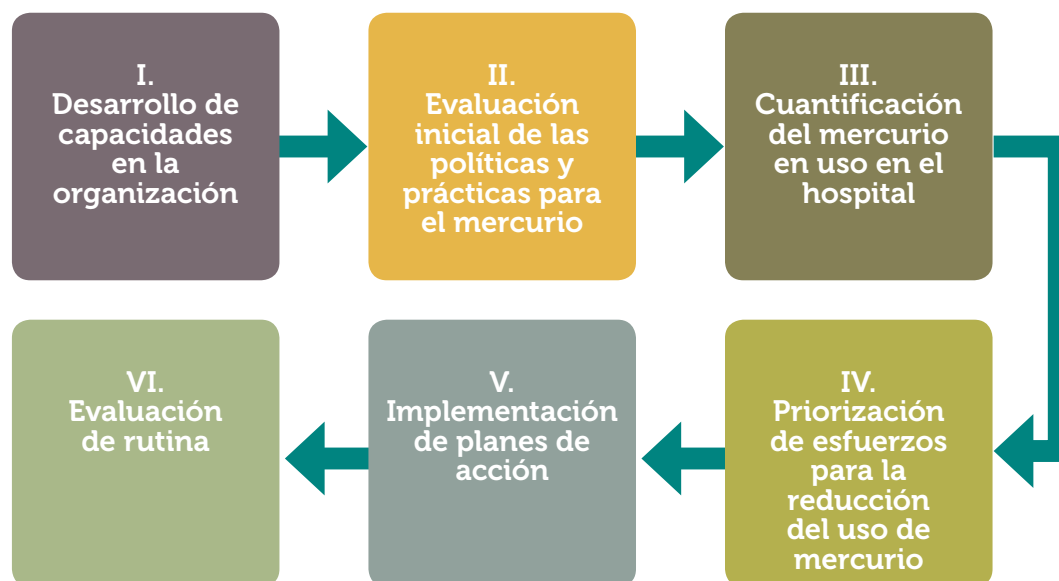 I.
Desarrollo de
capacidades
en la
organización
II.
Evaluación
inicial de las
políticas y
prácticas para
el mercurio
III.
Cuantificación
del mercurio
en uso en el
hospital
IV.
Priorización
de esfuerzos
para la
reducción
del uso de
mercurio
V.
Implementación
de planes de
acción
VI.
Evaluación
de rutina